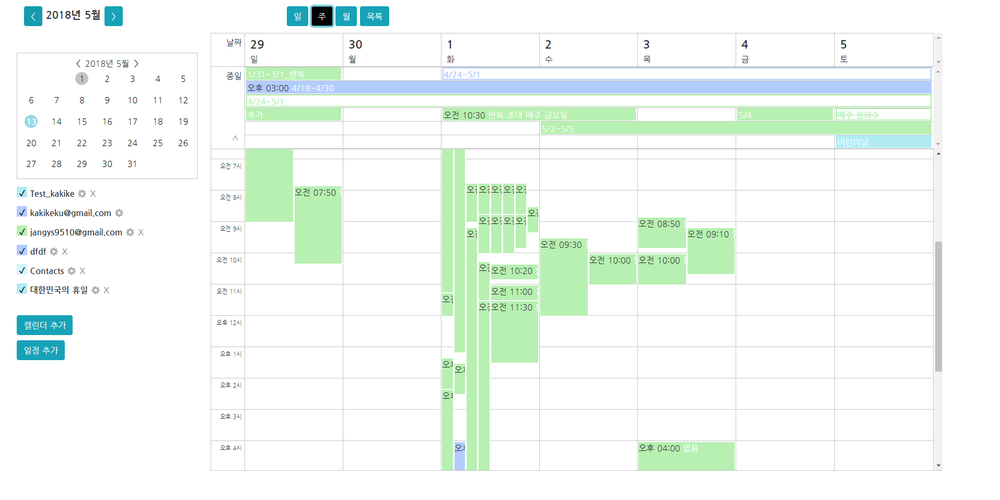 2018년 5월
일 주 월 목록
2018년 5월
1 2 3 4 5
6 7 8 9 10 11 12
13 14 15 16 17 18 19
20 21 22 23 24 25 26
27 28 29 30 31
Test_kakike X
kakikeku@gmail.com
jangys9510@gmail.com X
dfdf X
Contacts X
대한민국의 휴일 X
캘린더 추가
일정 추가
날짜 29 30 1 2 3 4 5
일 월 화 수 목 금 토
종일 1/31~3/1_반복 4/24~5/1
오후 03:00 4/18~4/30
4/24~5/1
추가 오전 10:30 반복 초대 매주 금요일 5/4 매주 월화수
5/2~5/5
어린이날
오전 7시
오전 07:50
오전 8시
오전 08:50
오전 9시
오전 09:10
오전 09:30
오전 10시
오전 10:00 오전 10:00
오전 10:20
오전 11시
오전 11:00
오전 11:30
오후 12시
오후 1시
오후 2시
오후 3시
오후 4시
오후 04:00 없음